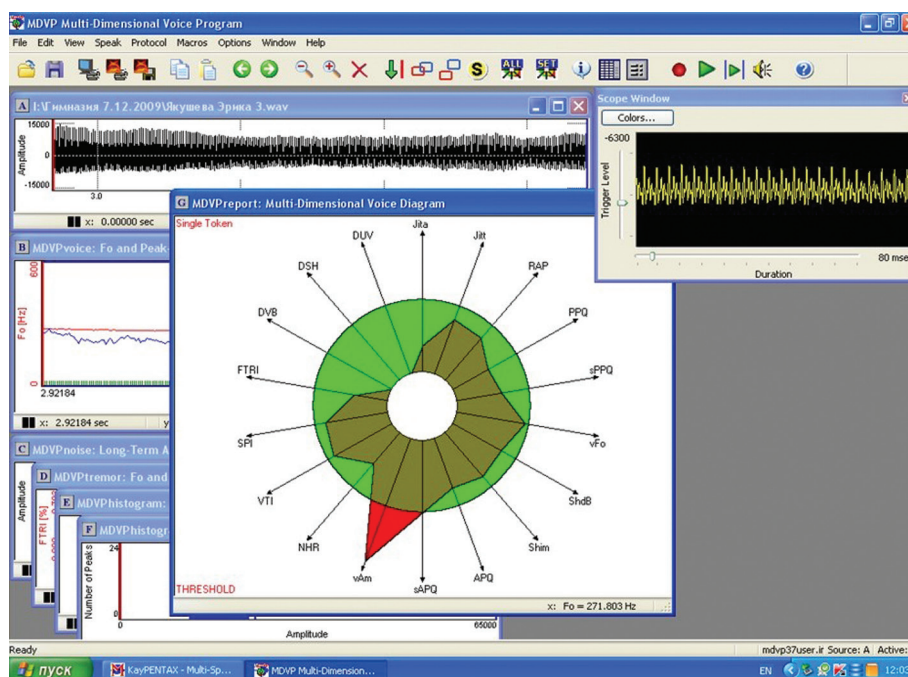 MDVP Multi-Dimensional Voice Program
File Edit View Speak Protocol Macros Options Window Help
ALL SET
A I:\Гимназия 7.12.2009\Якушева Эрика 3.wav
15000
Amplitude
0
-15000
3.0
x: 0.00000 sec
Scope Window
Colors...
-6300
Trigger Level
80 mse
Duration
B MDVPvoice: Fo and Peak-
600
Fo [Hz]
0
2.92184
x: 2.92184 sec y
C MDVPnoise: Long-Term A
Amplitude
D MDVPtremor: Fo and
FTRI [%]
E MDVPhistogram:
F MDVPhistogr
Number of Peaks
24
0
0 65000
Amplitude
G MDVPreport: Multi-Dimensional Voice Diagram
Single Token
Jita
Jitt
RAP
PPQ
sPPQ
vFo
ShdB
Shim
APQ
sAPQ
vAm
NHR
VTI
SPI
FTRI
DVB
DSH
DUV
THRESHOLD
x: Fo = 271.803 Hz
Ready mdvp37user.ir Source: A Active:
пуск KayPENTAX - Multi-Sp... MDVP Multi-Dimension... EN 12:03